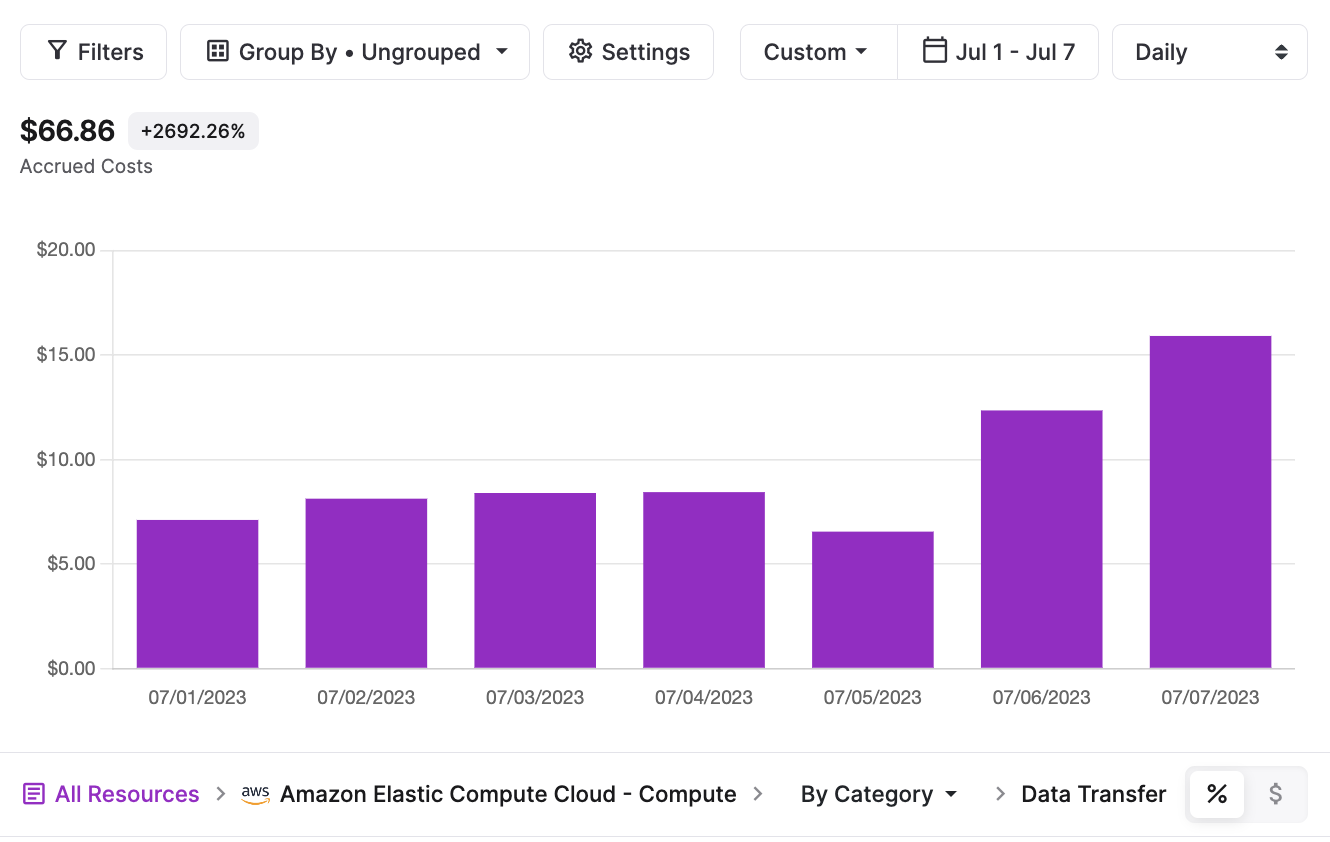 Filters Group By • Ungrouped Settings Custom Jul 1 - Jul 7 Daily
$66.86 +2692.26%
Accrued Costs
$20.00
$15.00
$10.00
$5.00
$0.00
07/01/2023 07/02/2023 07/03/2023 07/04/2023 07/05/2023 07/06/2023 07/07/2023
All Resources > aws Amazon Elastic Compute Cloud - Compute > By Category > Data Transfer % $